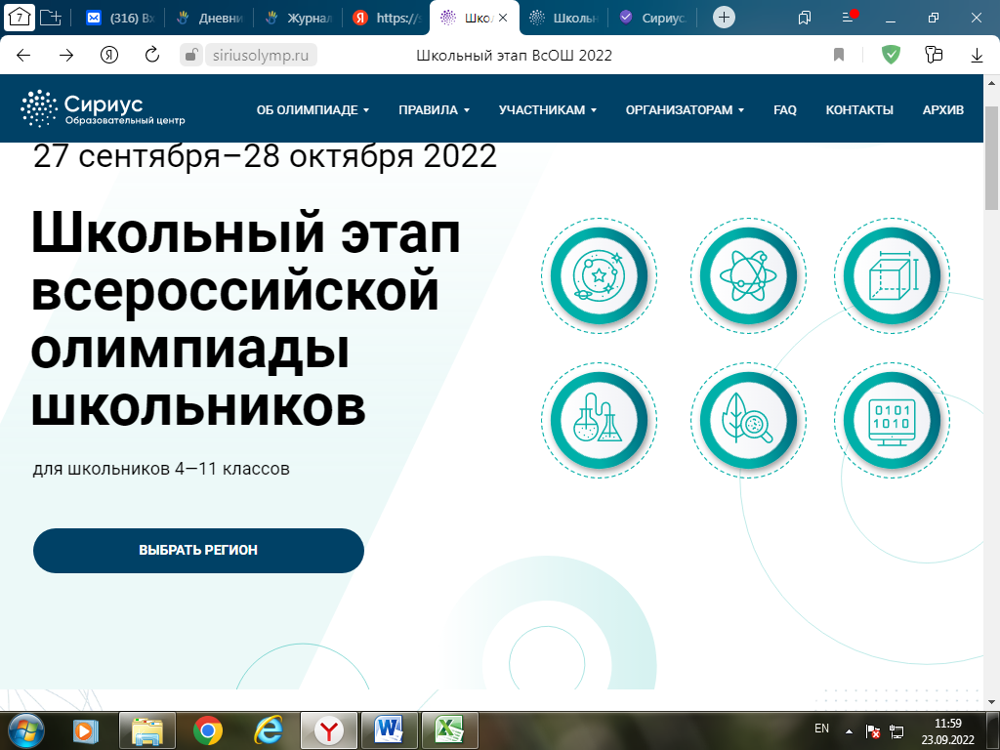 7
(316) Вх
Дневни
Журнал
https://
Шко
Школьн
Сириус.
siriusolymp.ru
Школьный этап ВсОШ 2022
Сириус
Образовательный центр
ОБ ОЛИМПИАДЕ
ПРАВИЛА
УЧАСТНИКАМ
ОРГАНИЗАТОРАМ
FAQ
КОНТАКТЫ
АРХИВ
27 сентября–28 октября 2022
Школьный этап
всероссийской
олимпиады
школьников
для школьников 4—11 классов
ВЫБРАТЬ РЕГИОН
0101
1010
EN
11:59
23.09.2022